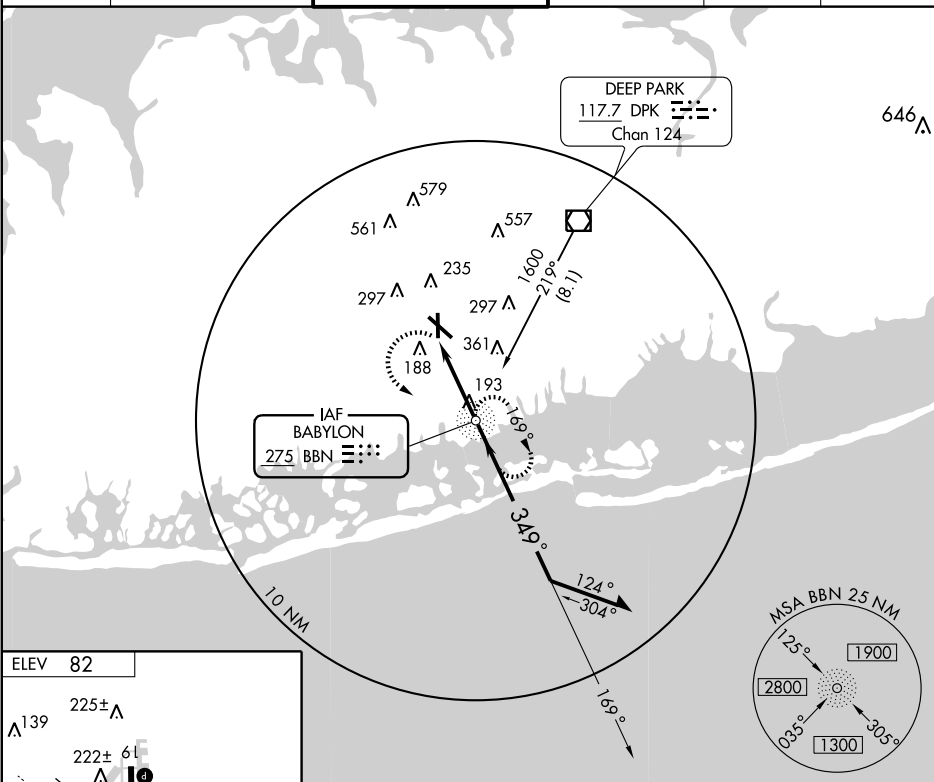 DEEP PARK
117.7 DPK
Chan 124
646
579
561
557
1600
219°
(8.1)
235
297
297
361
188
193
IAF
BABYLON
275 BBN
169°
349°
124°
304°
10 NM
169°
MSA BBN 25 NM
125°
1900
2800
035°
305°
1300
ELEV 82
225±
139
222±
19
P